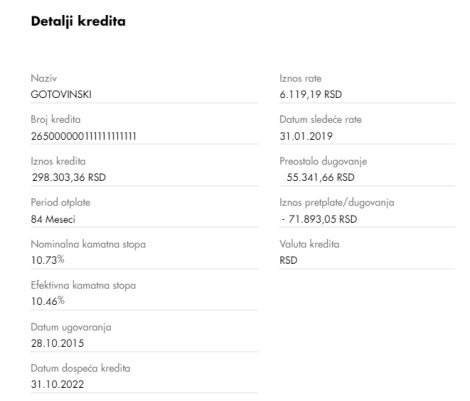 Detalji kredita
Naziv
GOTOVINSKI
Broj kredita
265000000111111111111
Iznos kredita
298.303,36 RSD
Period otplate
84 Meseci
Nominalna kamatna stopa
10.73%
Efektivna kamatna stopa
10.46%
Datum ugovaranja
28.10.2015
Datum dospeća kredita
31.10.2022
Iznos rate
6.119,19 RSD
Datum sledeće rate
31.01.2019
Preostalo dugovanje
55.341,66 RSD
Iznos pretplate/dugovanja
- 71.893,05 RSD
Valuta kredita
RSD